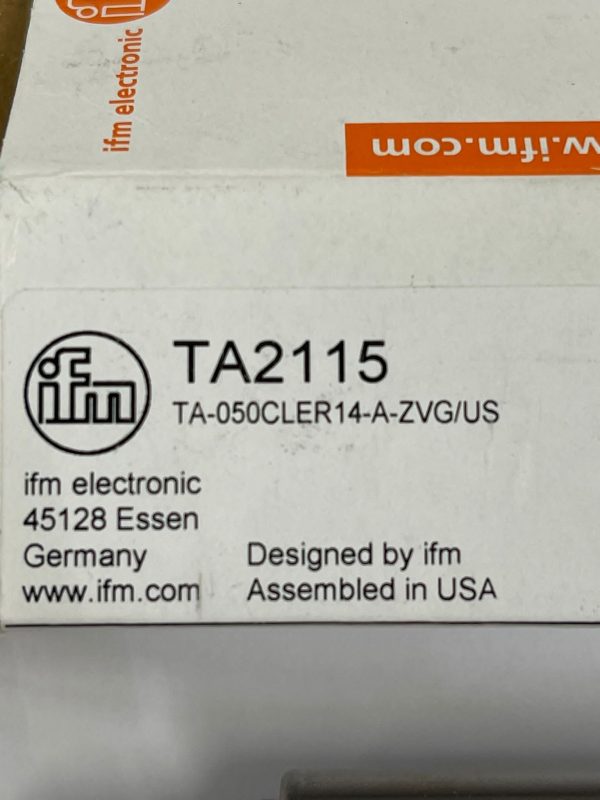 ifm electronic
www.ifm.com
ifm
TA2115
TA-050CLER14-A-ZVG/US
ifm electronic
45128 Essen
Germany
www.ifm.com
Designed by ifm
Assembled in USA